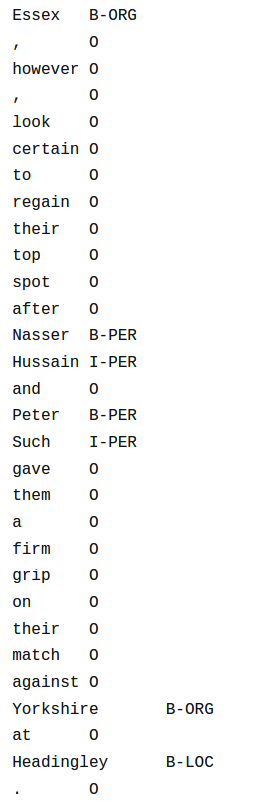 Essex B-ORG
, O
however O
, O
look O
certain O
to O
regain O
their O
top O
spot O
after O
Nasser B-PER
Hussain I-PER
and O
Peter B-PER
Such I-PER
gave O
them O
a O
firm O
grip O
on O
their O
match O
against O
Yorkshire B-ORG
at O
Headingley B-LOC
. O